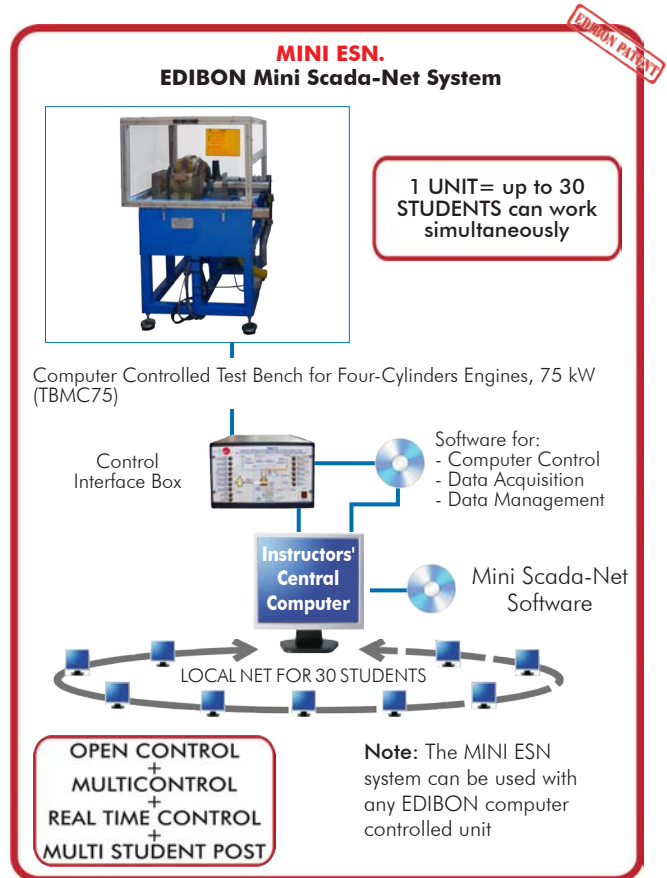 EDIBON PATENT
MINI ESN.
EDIBON Mini Scada-Net System
1 UNIT= up to 30
STUDENTS can work
simultaneously
Computer Controlled Test Bench for Four-Cylinders Engines, 75 kW
(TBMC75)
Control
Interface Box
Software for:
- Computer Control
- Data Acquisition
- Data Management
Instructors'
Central
Computer
Mini Scada-Net
Software
LOCAL NET FOR 30 STUDENTS
OPEN CONTROL
+
MULTICONTROL
+
REAL TIME CONTROL
+
MULTI STUDENT POST
Note: The MINI ESN
system can be used with
any EDIBON computer
controlled unit